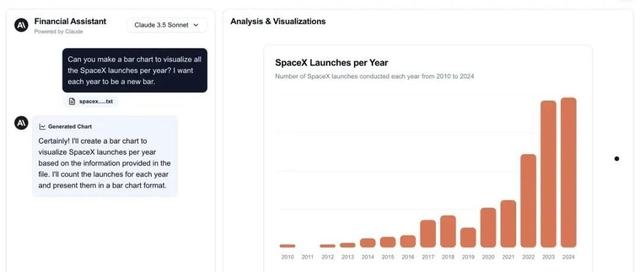 Financial Assistant
Powered by Claude
Claude 3.5 Sonnet
Can you make a bar chart to visualize all
the SpaceX launches per year? I want
each year to be a new bar.
spacex....txt
Generated Chart
Certainly! I'll create a bar chart to
visualize SpaceX launches per year
based on the information provided in the
file. I'll count the launches for each year
and present them in a bar chart format.
Analysis & Visualizations
SpaceX Launches per Year
Number of SpaceX launches conducted each year from 2010 to 2024
2010 2011 2012 2013 2014 2015 2016 2017 2018 2019 2020 2021 2022 2023 2024